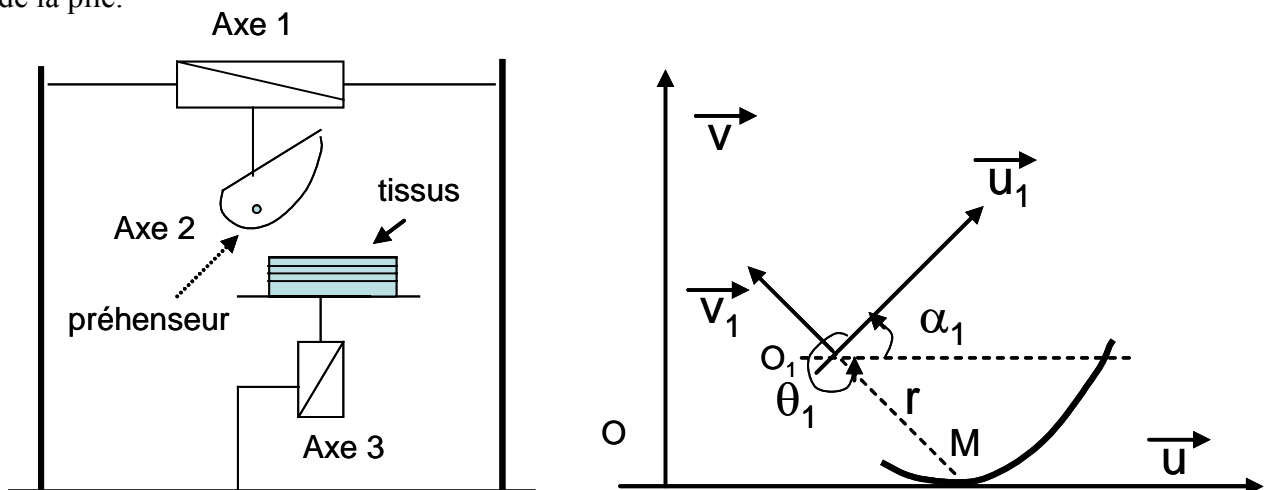 de la pile.
Axe 1
tissus
Axe 2
préhenseur
Axe 3
v
u₁
v₁
α₁
O₁
θ₁
r
M
O
u